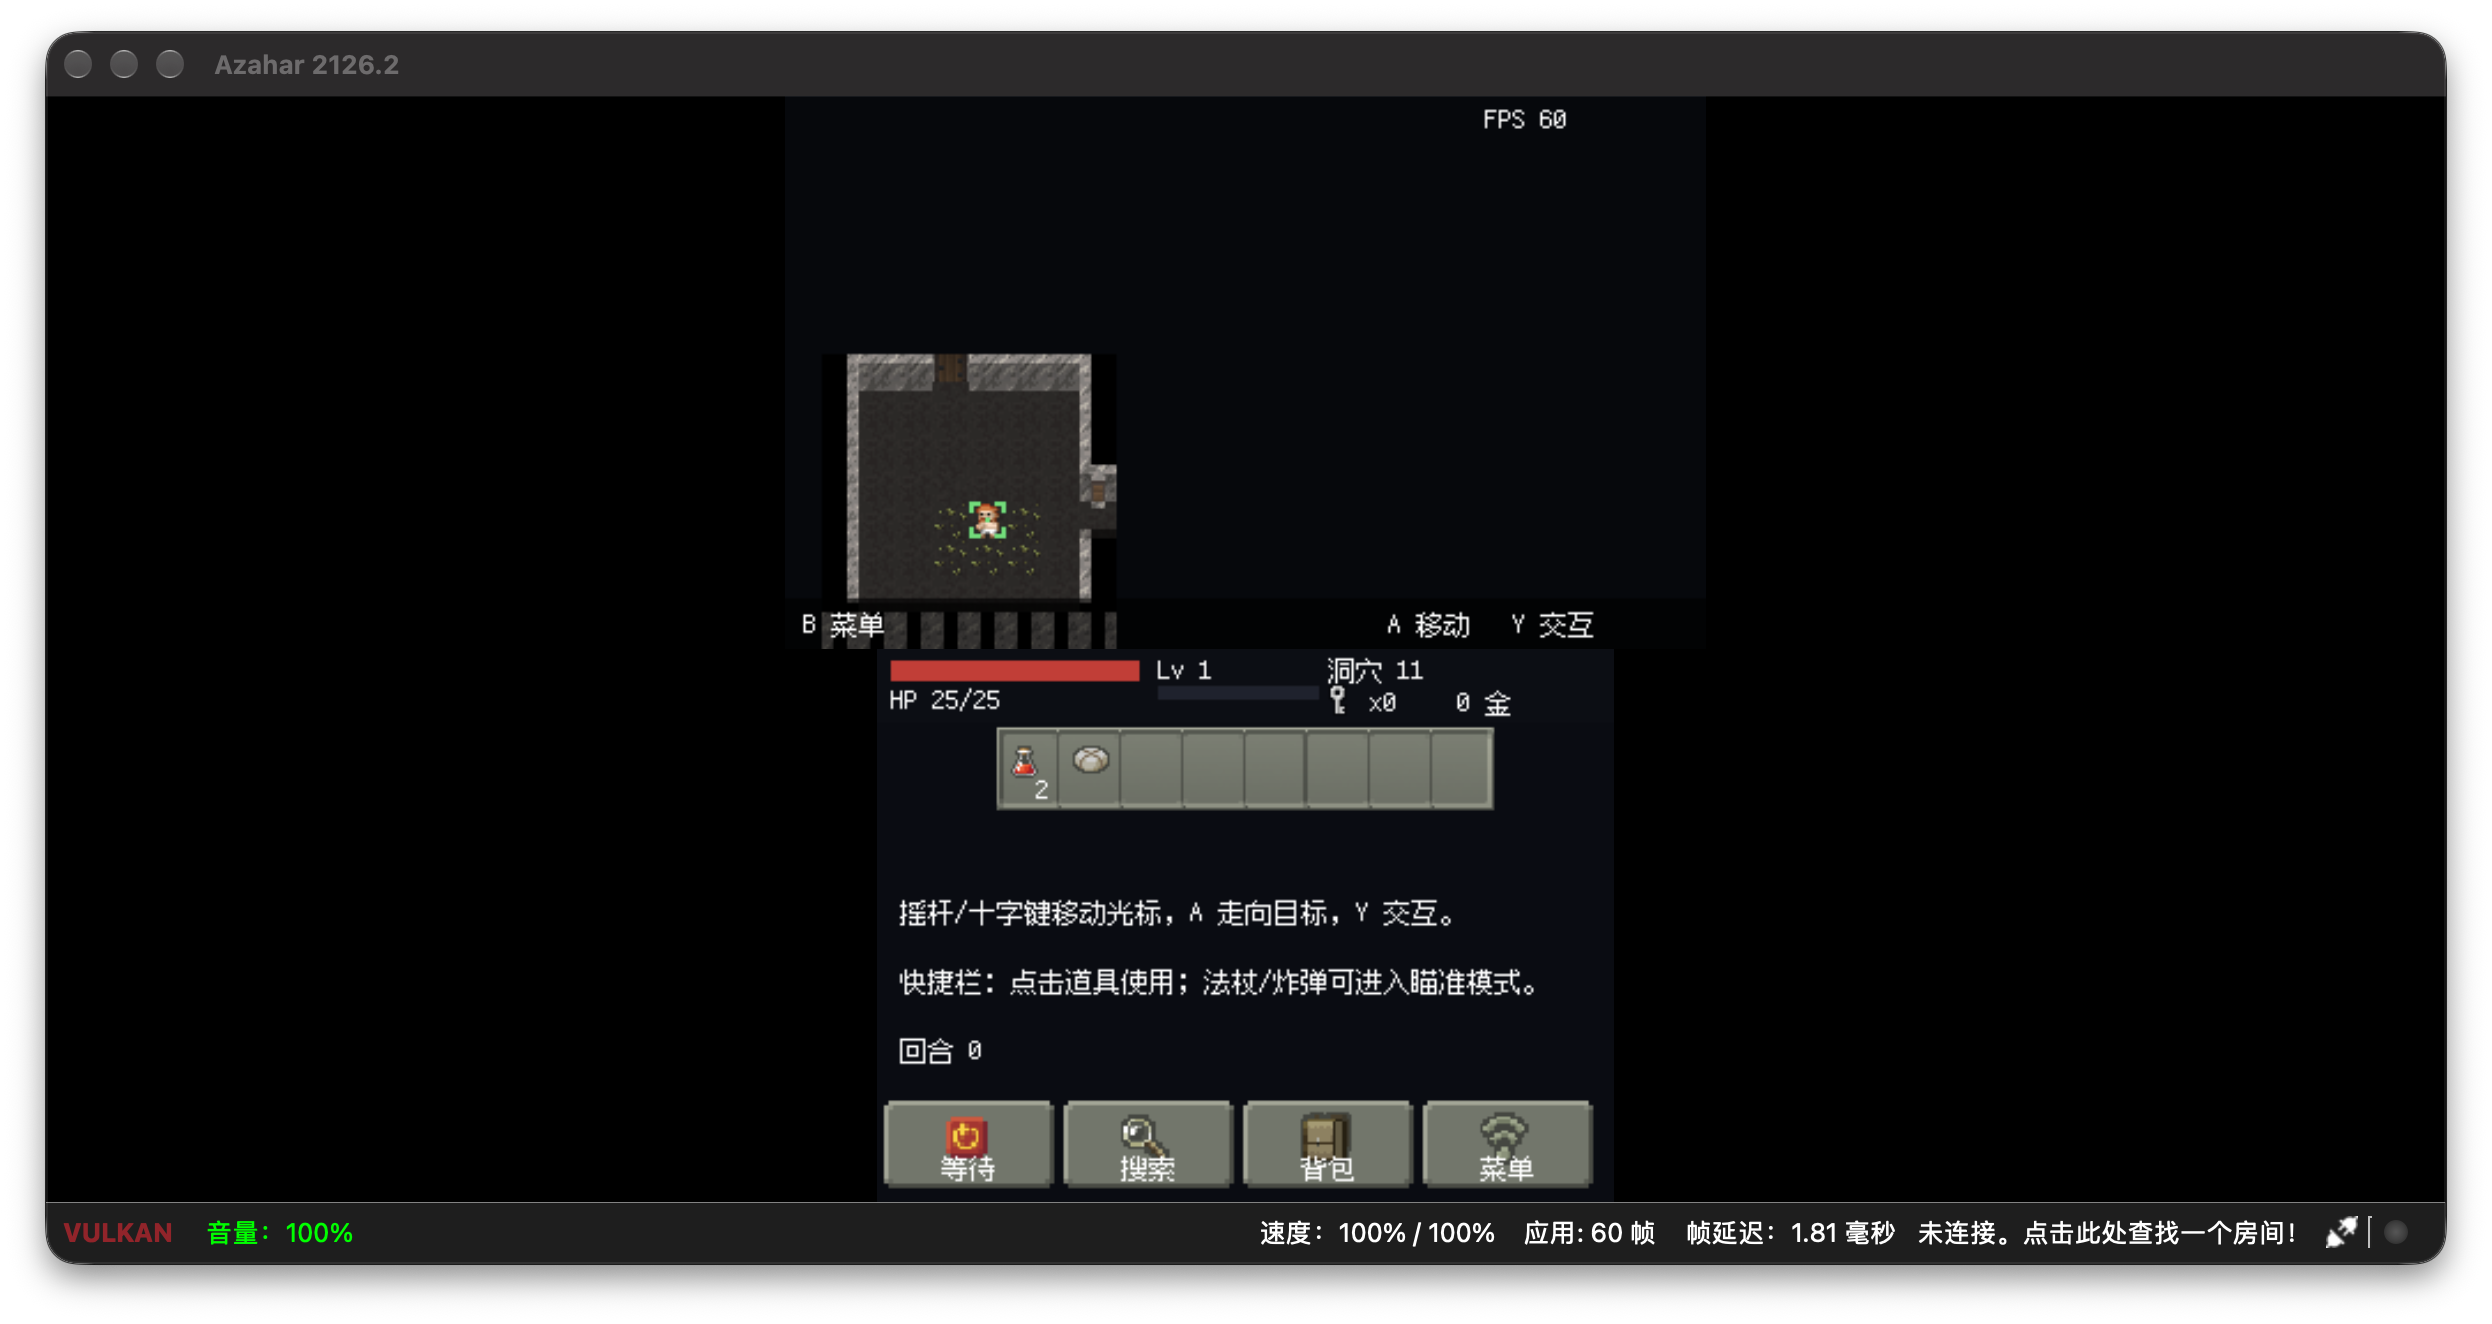 Azahar 2126.2
FPS 60
B 菜单
A 移动 Y 交互
Lv 1
洞穴 11
HP 25/25
x0
0 金
2
摇杆/十字键移动光标，A 走向目标，Y 交互。
快捷栏：点击道具使用；法杖/炸弹可进入瞄准模式。
回合 0
等待
搜索
背包
菜单
VULKAN 音量：100%
速度：100% / 100% 应用: 60 帧 帧延迟：1.81 毫秒 未连接。点击此处查找一个房间！